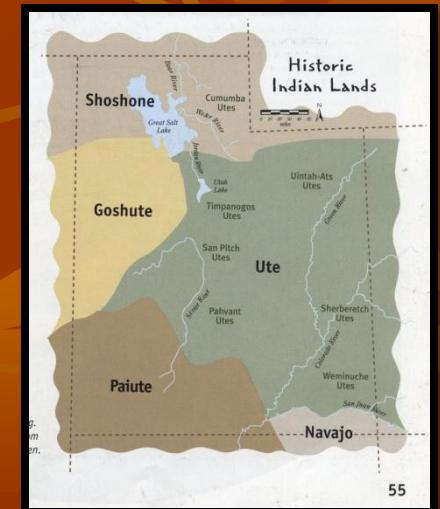 Historic
Indian Lands
Shoshone
Bear River
Cumumba
Utes
Weber River
N
miles
Great Salt
Lake
Jordan River
Utah
Lake
Uintah-Ats
Utes
Goshute
Timpanogos
Utes
Green River
San Pitch
Utes
Ute
Sevier River
Pahvant
Utes
Sherberetch
Utes
Colorado River
Paiute
Weminuche
Utes
San Juan River
Navajo
55